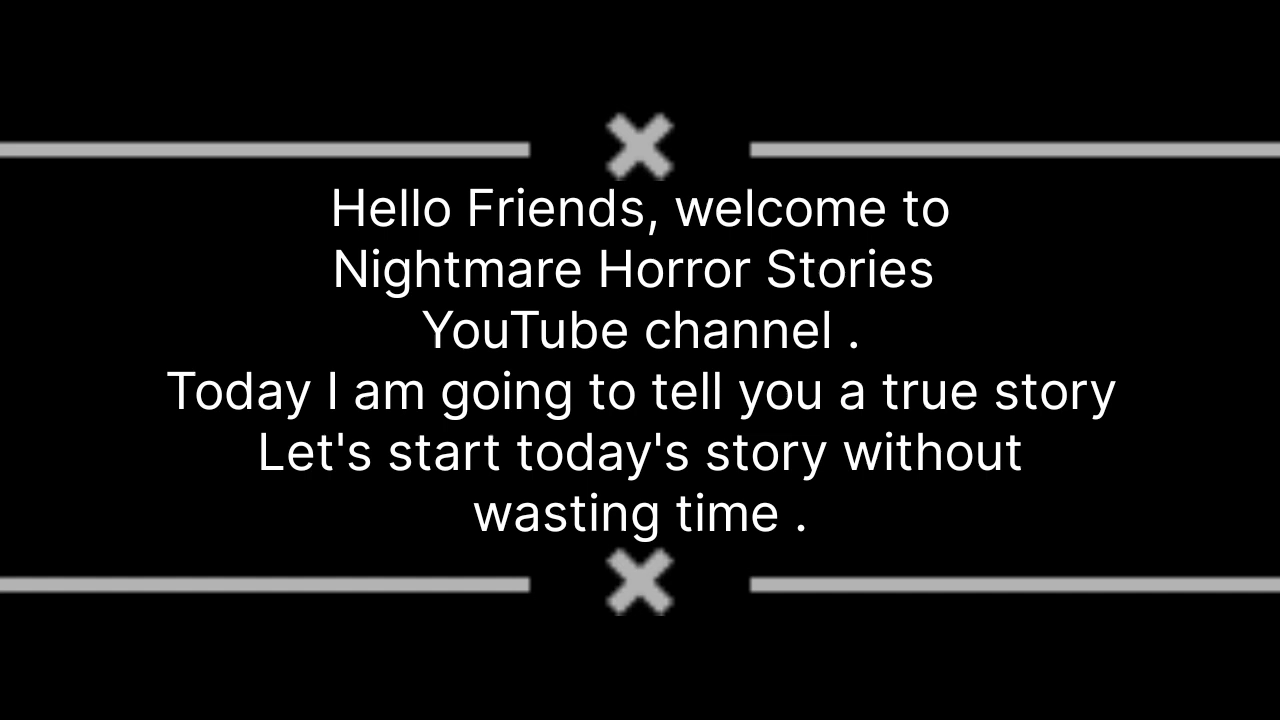 Hello Friends, welcome to
Nightmare Horror Stories
YouTube channel .
Today I am going to tell you a true story
Let's start today's story without
wasting time .